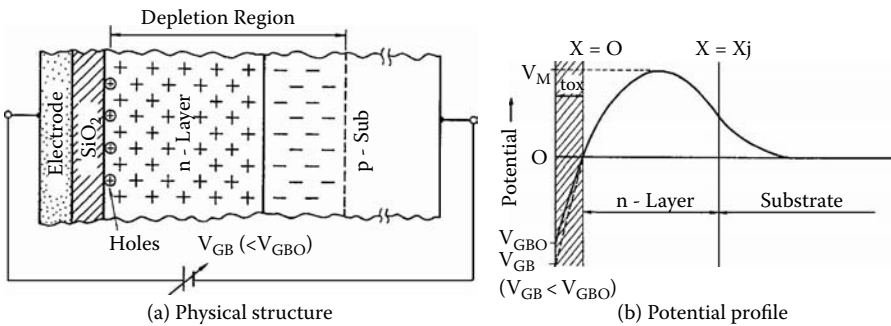 Depletion Region
Electrode
SiO2
n - Layer
p - Sub
Holes
VGB (<VGBO)
(a) Physical structure
X = O
X = Xj
VM
tox
Potential
O
n - Layer
Substrate
VGBO
VGB
(VGB < VGBO)
(b) Potential profile